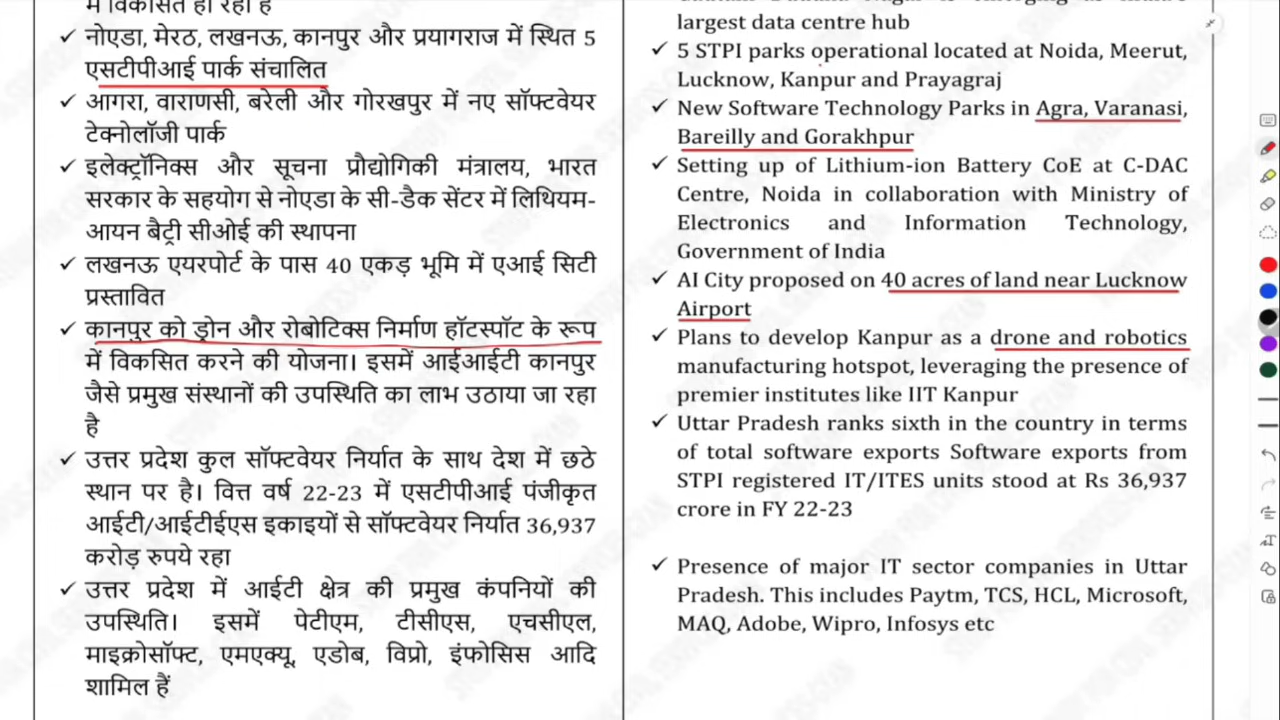 में विकसित हो रहा है
✓ नोएडा, मेरठ, लखनऊ, कानपुर और प्रयागराज में स्थित 5
एसटीपीआई पार्क संचालित
✓ आगरा, वाराणसी, बरेली और गोरखपुर में नए सॉफ्टवेयर
टेक्नोलॉजी पार्क
✓ इलेक्ट्रॉनिक्स और सूचना प्रौद्योगिकी मंत्रालय, भारत
सरकार के सहयोग से नोएडा के सी-डैक सेंटर में लिथियम-
आयन बैट्री सीओई की स्थापना
✓ लखनऊ एयरपोर्ट के पास 40 एकड़ भूमि में एआई सिटी
प्रस्तावित
✓ कानपुर को ड्रोन और रोबोटिक्स निर्माण हॉटस्पॉट के रूप
में विकसित करने की योजना। इसमें आईआईटी कानपुर
जैसे प्रमुख संस्थानों की उपस्थिति का लाभ उठाया जा रहा
है
✓ उत्तर प्रदेश कुल सॉफ्टवेयर निर्यात के साथ देश में छठे
स्थान पर है। वित्त वर्ष 22-23 में एसटीपीआई पंजीकृत
आईटी/आईटीईएस इकाइयों से सॉफ्टवेयर निर्यात 36,937
करोड़ रुपये रहा
✓ उत्तर प्रदेश में आईटी क्षेत्र की प्रमुख कंपनियों की
उपस्थिति। इसमें पेटीएम, टीसीएस, एचसीएल,
माइक्रोसॉफ्ट, एमएक्यू, एडोब, विप्रो, इंफोसिस आदि
शामिल हैं
largest data centre hub
✓ 5 STPI parks operational located at Noida, Meerut,
Lucknow, Kanpur and Prayagraj
✓ New Software Technology Parks in Agra, Varanasi,
Bareilly and Gorakhpur
✓ Setting up of Lithium-ion Battery CoE at C-DAC
Centre, Noida in collaboration with Ministry of
Electronics and Information Technology,
Government of India
✓ AI City proposed on 40 acres of land near Lucknow
Airport
✓ Plans to develop Kanpur as a drone and robotics
manufacturing hotspot, leveraging the presence of
premier institutes like IIT Kanpur
✓ Uttar Pradesh ranks sixth in the country in terms
of total software exports Software exports from
STPI registered IT/ITES units stood at Rs 36,937
crore in FY 22-23
✓ Presence of major IT sector companies in Uttar
Pradesh. This includes Paytm, TCS, HCL, Microsoft,
MAQ, Adobe, Wipro, Infosys etc